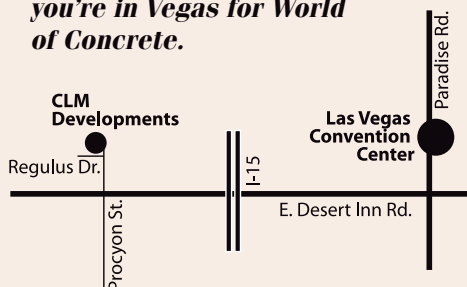 you're in Vegas for World
of Concrete.
Paradise Rd.
CLM
Developments
Las Vegas
Convention
Center
Regulus Dr.
I-15
E. Desert Inn Rd.
Procyon St.